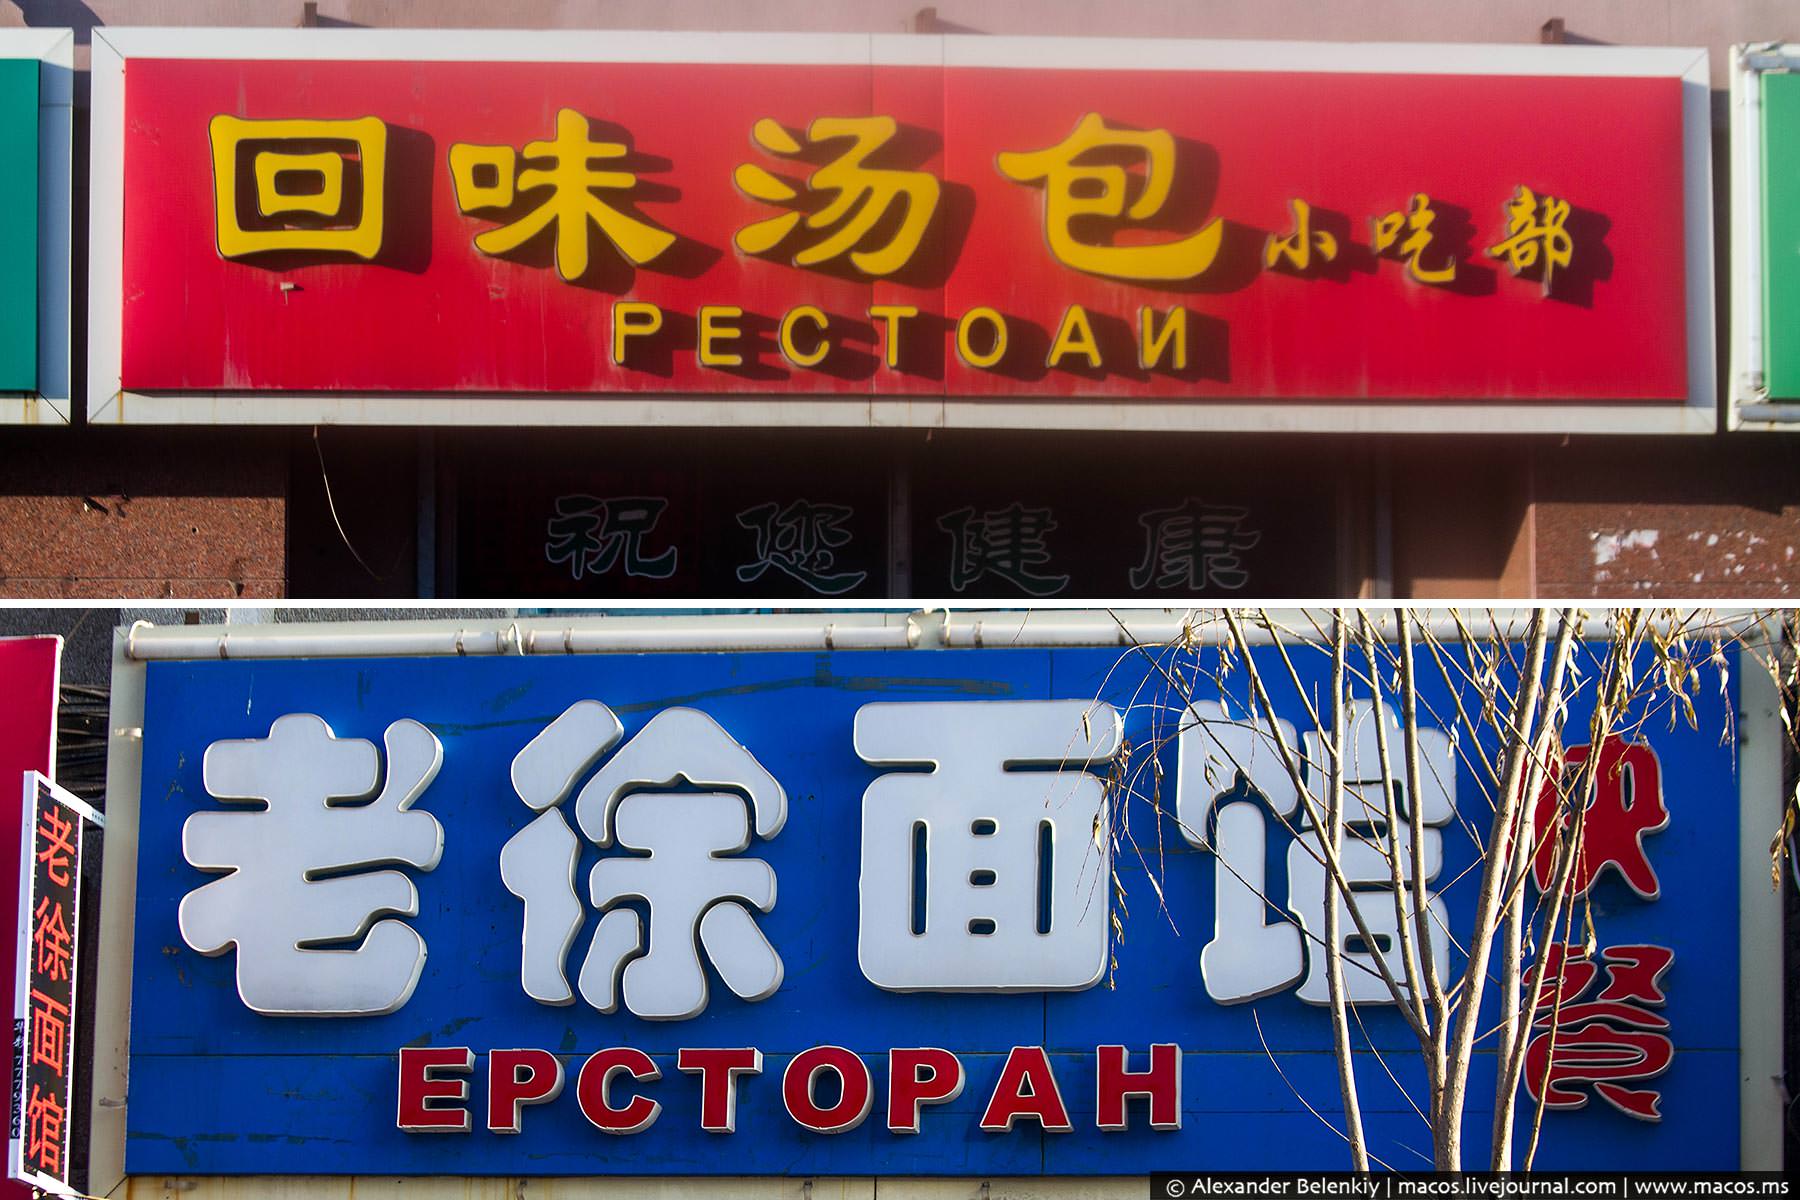 回味汤包 小吃部
РЕСТОАИ
祝您健康
老徐面馆 快餐
ЕРСТОРАН
老徐面馆
7779360
© Alexander Belenkiy | macos.livejournal.com | www.macos.ms